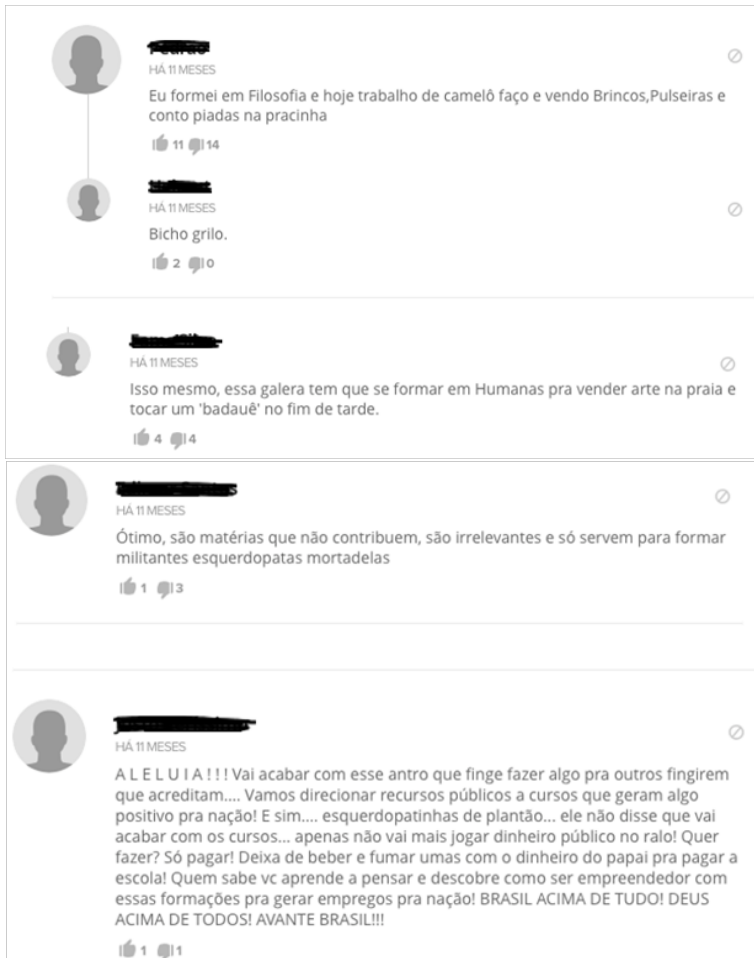 HÁ 11 MESES
Eu formei em Filosofia e hoje trabalho de camelô faço e vendo Brincos,Pulseiras e
conto piadas na pracinha
11 14
HÁ 11 MESES
Bicho grilo.
2 0
HÁ 11 MESES
Isso mesmo, essa galera tem que se formar em Humanas pra vender arte na praia e
tocar um 'badauê' no fim de tarde.
4 4
HÁ 11 MESES
Ótimo, são matérias que não contribuem, são irrelevantes e só servem para formar
militantes esquerdopatas mortadelas
1 3
HÁ 11 MESES
A L E L U I A ! ! ! Vai acabar com esse antro que finge fazer algo pra outros fingirem
que acreditam.... Vamos direcionar recursos públicos a cursos que geram algo
positivo pra nação! E sim.... esquerdopatinhas de plantão... ele não disse que vai
acabar com os cursos... apenas não vai mais jogar dinheiro público no ralo! Quer
fazer? Só pagar! Deixa de beber e fumar umas com o dinheiro do papai pra pagar a
escola! Quem sabe vc aprende a pensar e descobre como ser empreendedor com
essas formações pra gerar empregos pra nação! BRASIL ACIMA DE TUDO! DEUS
ACIMA DE TODOS! AVANTE BRASIL!!!
1 1